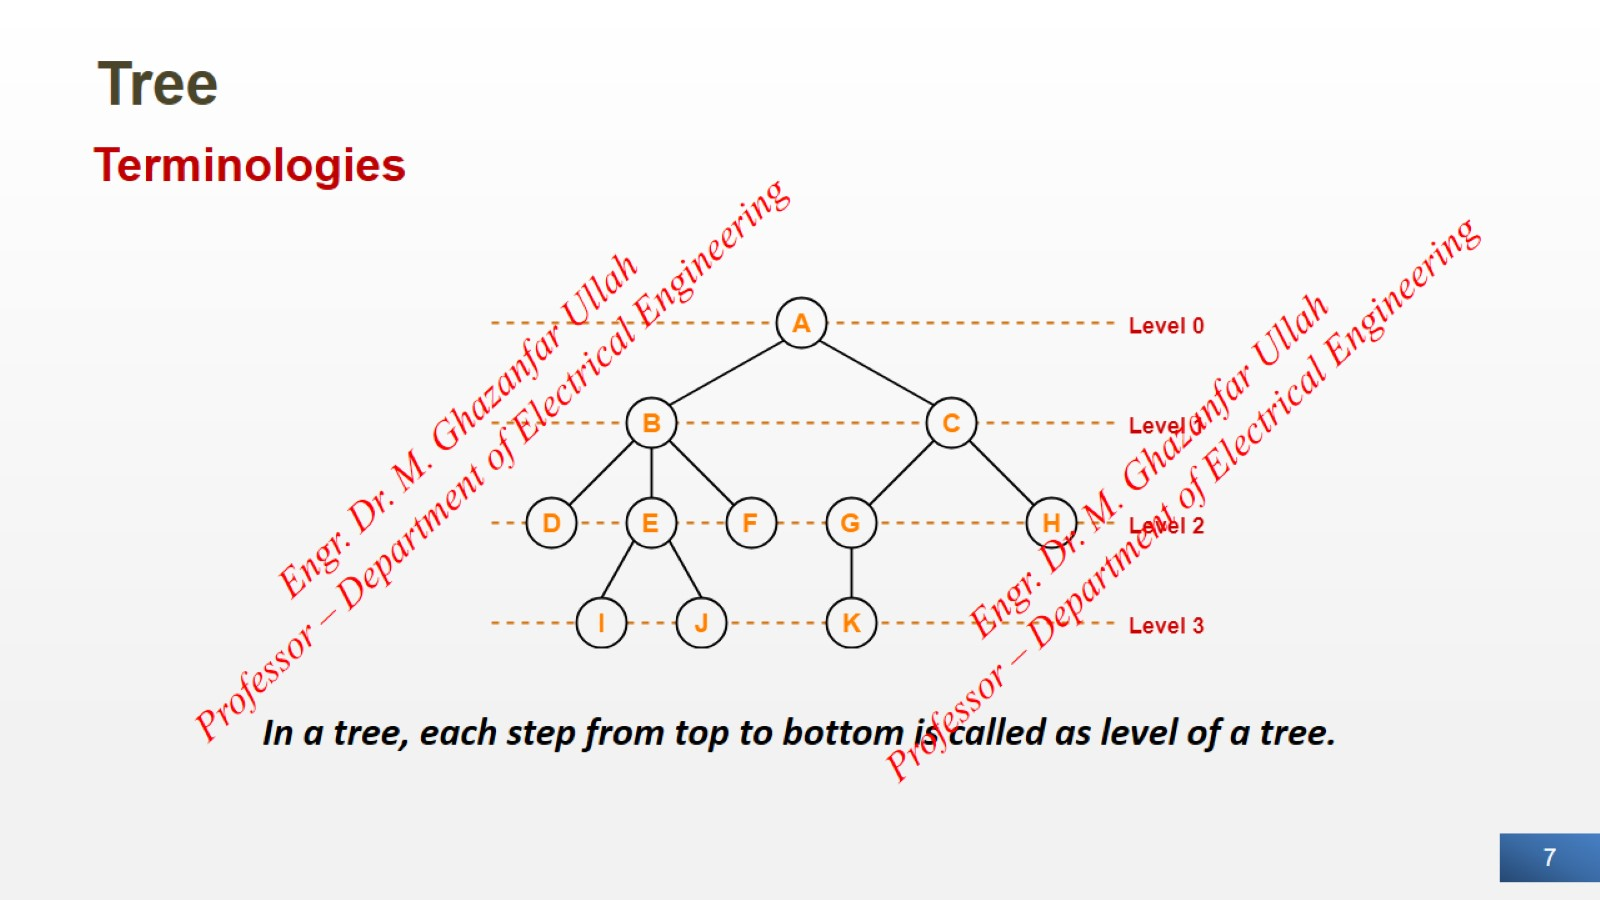 Tree
Terminologies
Engr. Dr. M. Ghazanfar Ullah
Professor – Department of Electrical Engineering
Engr. Dr. M. Ghazanfar Ullah
Professor – Department of Electrical Engineering
A Level 0
B C Level
D E F G H Level 2
I J K Level 3
In a tree, each step from top to bottom is called as level of a tree.
7